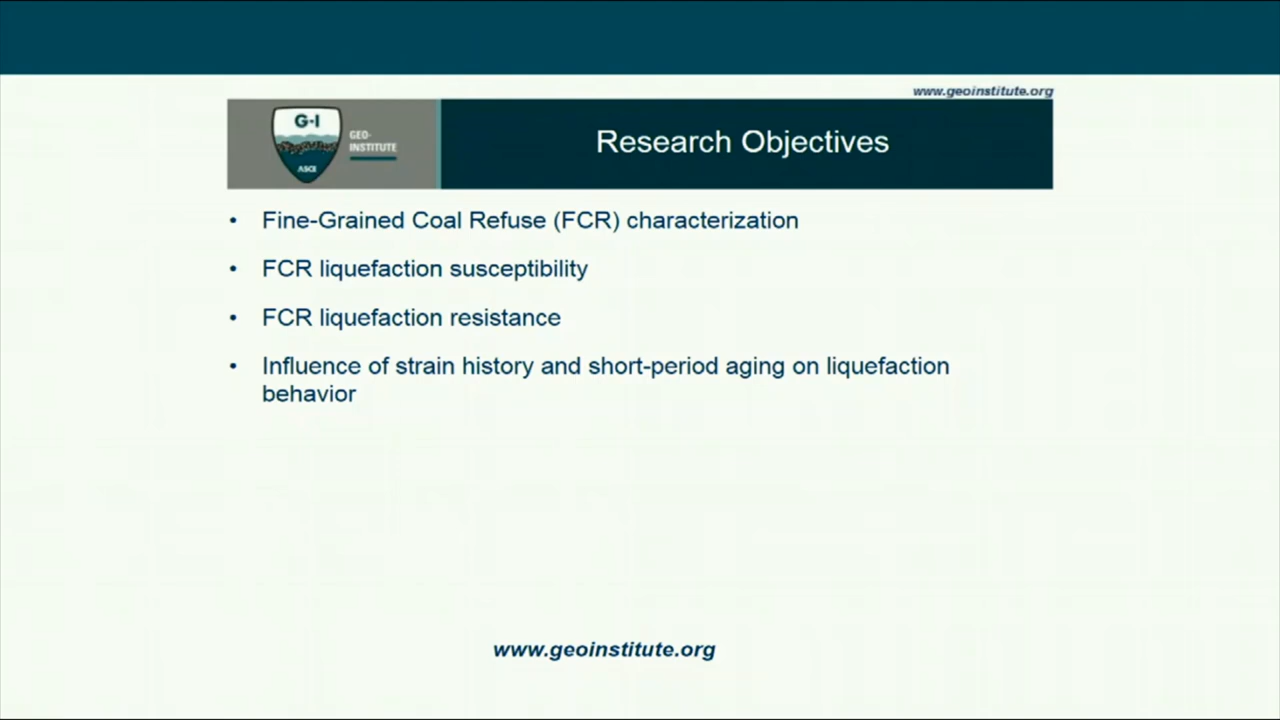 www.geoinstitute.org
G-I
GEO-
INSTITUTE
ASCE
Research Objectives
• Fine-Grained Coal Refuse (FCR) characterization
• FCR liquefaction susceptibility
• FCR liquefaction resistance
• Influence of strain history and short-period aging on liquefaction
behavior
www.geoinstitute.org